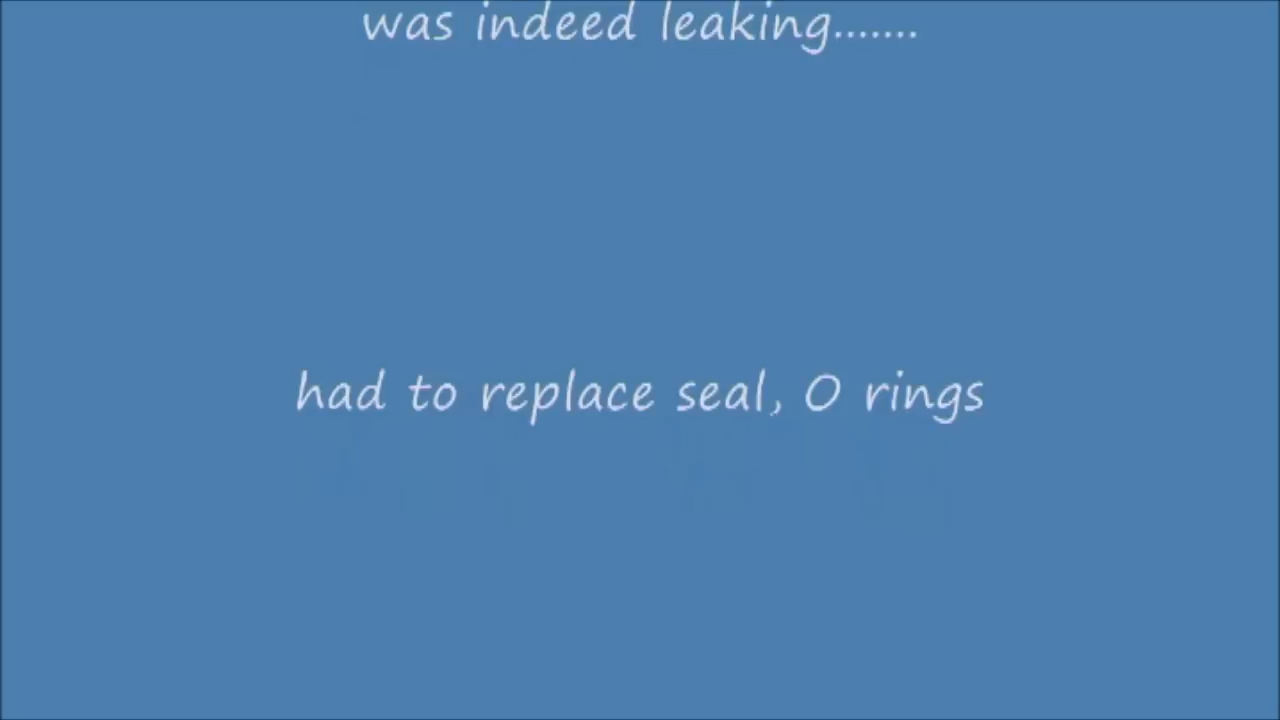 was indeed leaking.......
had to replace seal, O rings